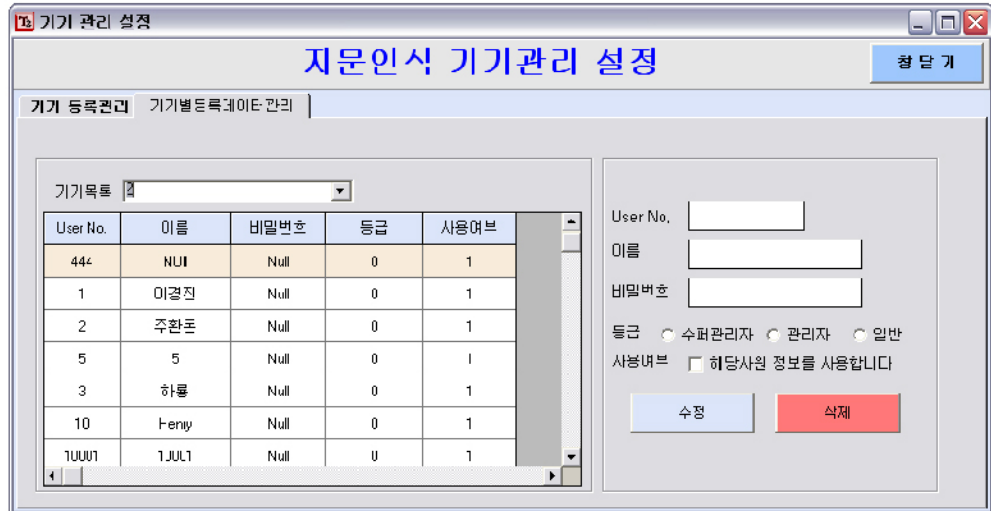 기기 관리 설정
지문인식 기기관리 설정
창 닫 기
기기 등록관리 기기별등록데이터관리
기기목록 2
User No. 이름 비밀번호 등급 사용여부
444 Null 0 1
1 이경진 Null 0 1
2 Null 0 1
5 5 Null 0
3 하룡 Null 0 1
10 Henry Null 0 1
10001 10001 Null 0 1
User No.
이름
비밀번호
등급 수퍼관리자 관리자 일반
사용여부 해당사원 정보를 사용합니다
수정 삭제